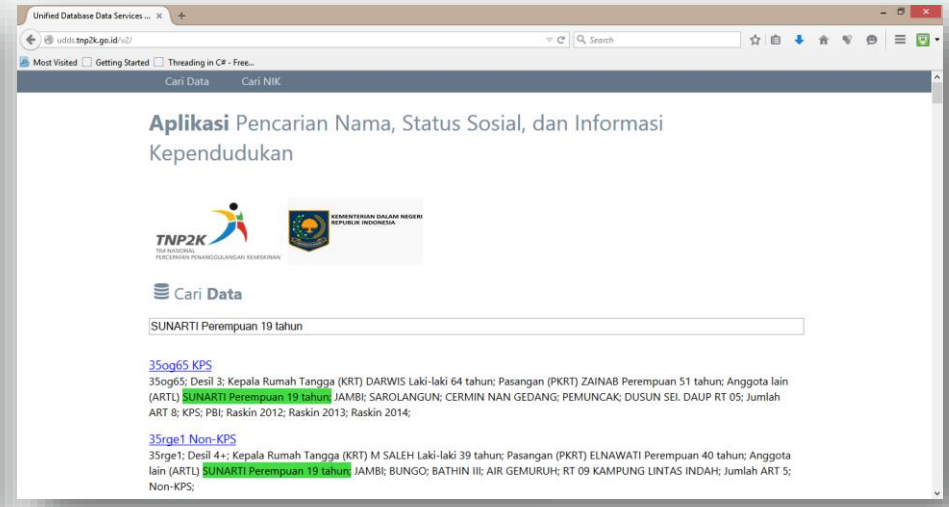 Unified Database Data Services ...
udds.tnp2k.go.id/v2/
Search
Most Visited Getting Started Threading in C# - Free...
Cari Data Cari NIK
Aplikasi Pencarian Nama, Status Sosial, dan Informasi
Kependudukan
TNP2K
TIM NASIONAL
PERCEPATAN PENANGGULANGAN KEMISKINAN
KEMENTERIAN DALAM NEGERI
REPUBLIK INDONESIA
Cari Data
SUNARTI Perempuan 19 tahun
35og65 KPS
35og65; Desil 3; Kepala Rumah Tangga (KRT) DARWIS Laki-laki 64 tahun; Pasangan (PKRT) ZAINAB Perempuan 51 tahun; Anggota lain
(ARTL) SUNARTI Perempuan 19 tahun; JAMBI; SAROLANGUN; CERMIN NAN GEDANG; PEMUNCAK; DUSUN SEI. DAUP RT 05; Jumlah
ART 8; KPS; PBI; Raskin 2012; Raskin 2013; Raskin 2014;
35rge1 Non-KPS
35rge1; Desil 4+; Kepala Rumah Tangga (KRT) M SALEH Laki-laki 39 tahun; Pasangan (PKRT) ELNAWATI Perempuan 40 tahun; Anggota
lain (ARTL) SUNARTI Perempuan 19 tahun; JAMBI; BUNGO; BATHIN III; AIR GEMURUH; RT 09 KAMPUNG LINTAS INDAH; Jumlah ART 5;
Non-KPS;